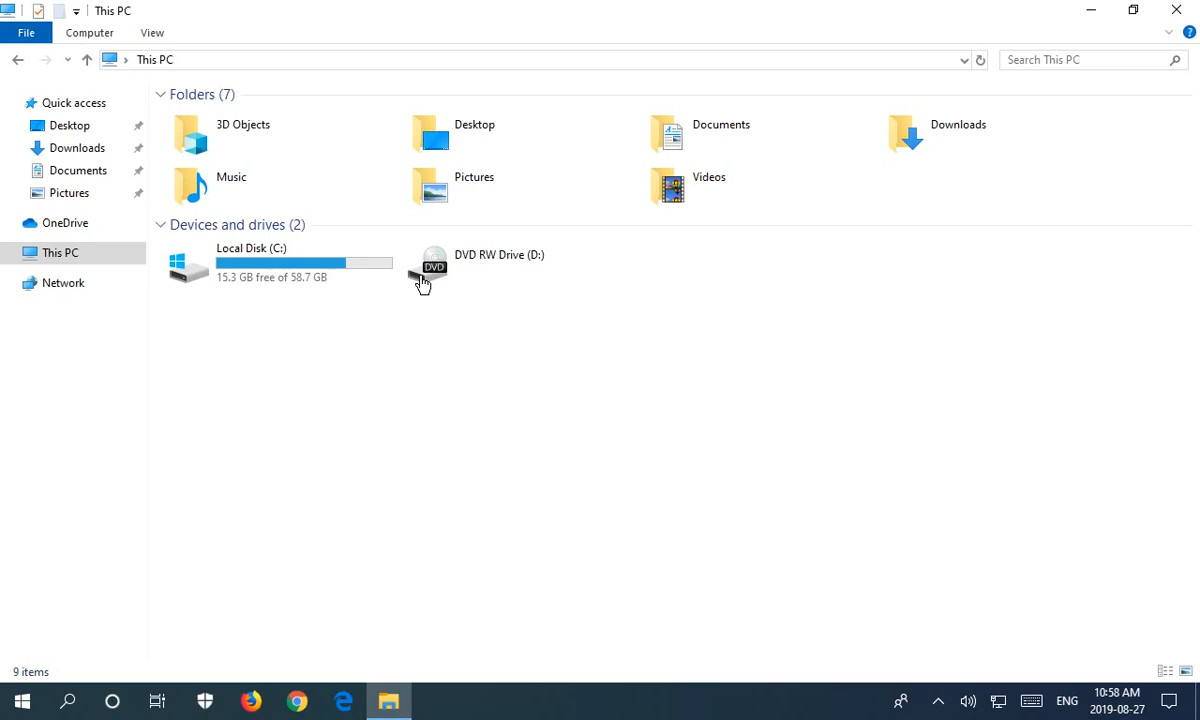 This PC
File Computer View
This PC
Search This PC
Quick access
Desktop
Downloads
Documents
Pictures
OneDrive
This PC
Network
Folders (7)
3D Objects
Desktop
Documents
Downloads
Music
Pictures
Videos
Devices and drives (2)
Local Disk (C:)
15.3 GB free of 58.7 GB
DVD RW Drive (D:)
DVD
9 items
ENG
10:58 AM
2019-08-27